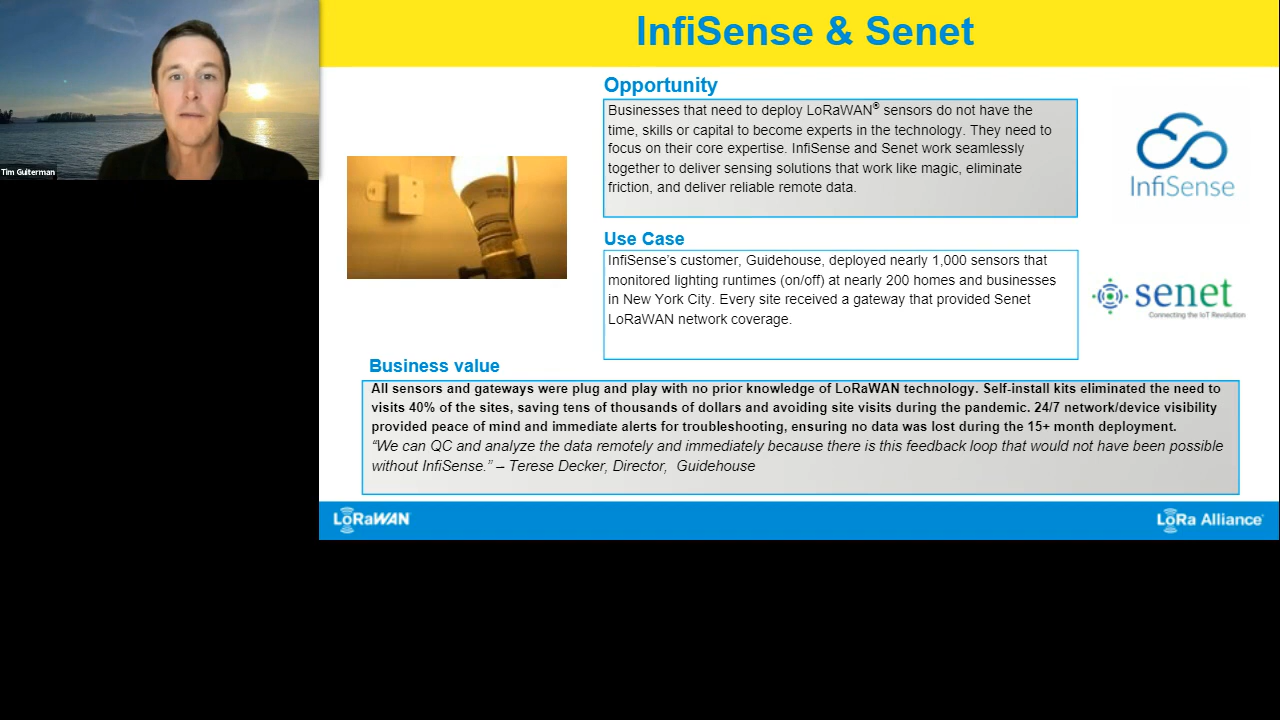 InfiSense & Senet
Tim Guiterman
Opportunity
Businesses that need to deploy LoRaWAN® sensors do not have the
time, skills or capital to become experts in the technology. They need to
focus on their core expertise. InfiSense and Senet work seamlessly
together to deliver sensing solutions that work like magic, eliminate
friction, and deliver reliable remote data.
InfiSense
Use Case
InfiSense's customer, Guidehouse, deployed nearly 1,000 sensors that
monitored lighting runtimes (on/off) at nearly 200 homes and businesses
in New York City. Every site received a gateway that provided Senet
LoRaWAN network coverage.
senet
Connecting the IoT Revolution
Business value
All sensors and gateways were plug and play with no prior knowledge of LoRaWAN technology. Self-install kits eliminated the need to
visits 40% of the sites, saving tens of thousands of dollars and avoiding site visits during the pandemic. 24/7 network/device visibility
provided peace of mind and immediate alerts for troubleshooting, ensuring no data was lost during the 15+ month deployment.
“We can QC and analyze the data remotely and immediately because there is this feedback loop that would not have been possible
without InfiSense.” – Terese Decker, Director, Guidehouse
LoRaWAN
LoRa Alliance